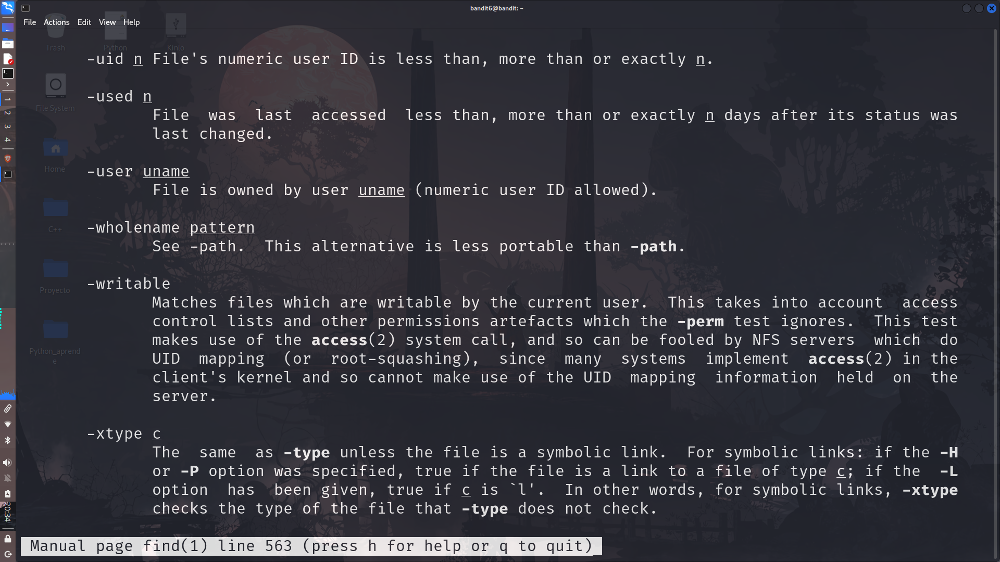 bandit6@bandit: ~
File Actions Edit View Help
Trash
Python
Kinlo
-uid n File's numeric user ID is less than, more than or exactly n.
-used n
File System
File was last accessed less than, more than or exactly n days after its status was
last changed.
Home
-user uname
File is owned by user uname (numeric user ID allowed).
C++
-wholename pattern
See -path. This alternative is less portable than -path.
Proyecto
-writable
Matches files which are writable by the current user. This takes into account access
control lists and other permissions artefacts which the -perm test ignores. This test
makes use of the access(2) system call, and so can be fooled by NFS servers which do
Python_aprend
e
UID mapping (or root-squashing), since many systems implement access(2) in the
client's kernel and so cannot make use of the UID mapping information held on the
server.
-xtype c
The same as -type unless the file is a symbolic link. For symbolic links: if the -H
or -P option was specified, true if the file is a link to a file of type c; if the -L
option has been given, true if c is `l'. In other words, for symbolic links, -xtype
checks the type of the file that -type does not check.
Manual page find(1) line 563 (press h for help or q to quit)
1
2
3
4
20:34